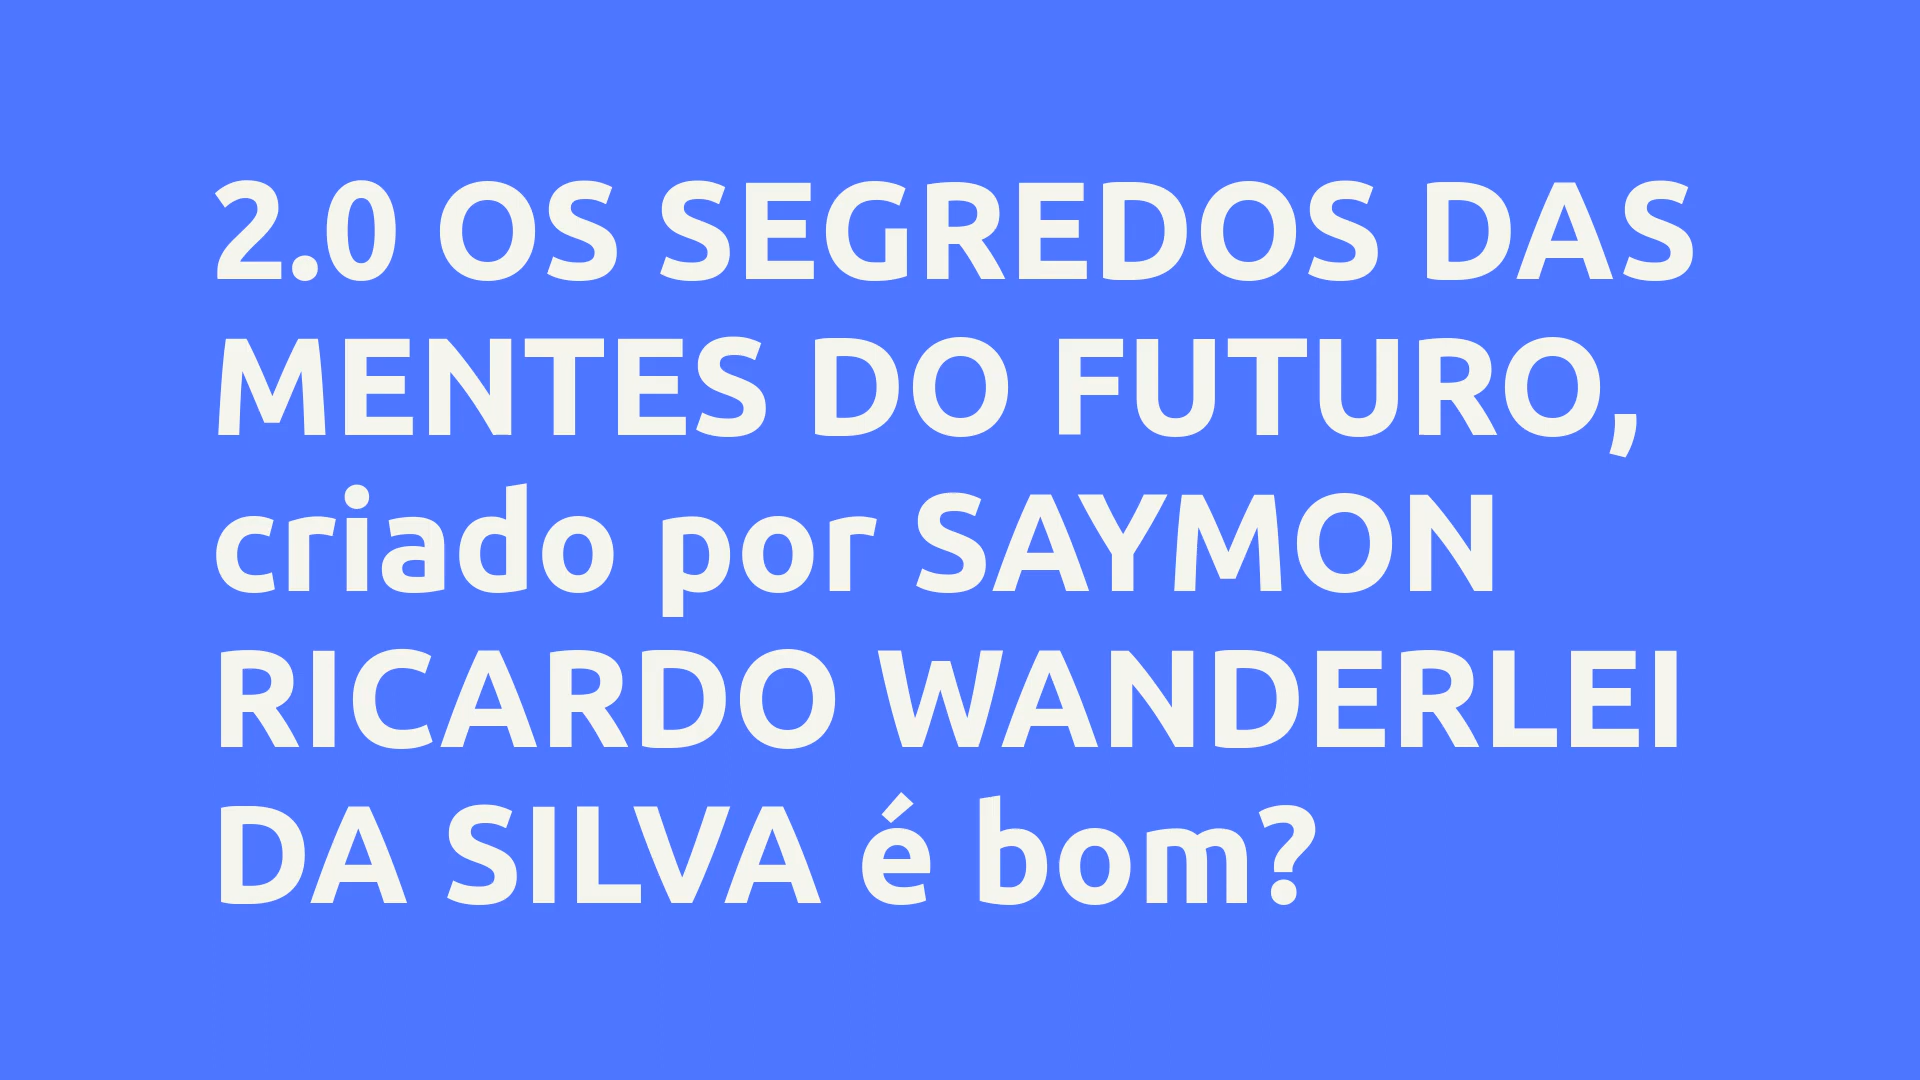 2.0 OS SEGREDOS DAS
MENTES DO FUTURO,
criado por SAYMON
RICARDO WANDERLEI
DA SILVA é bom?